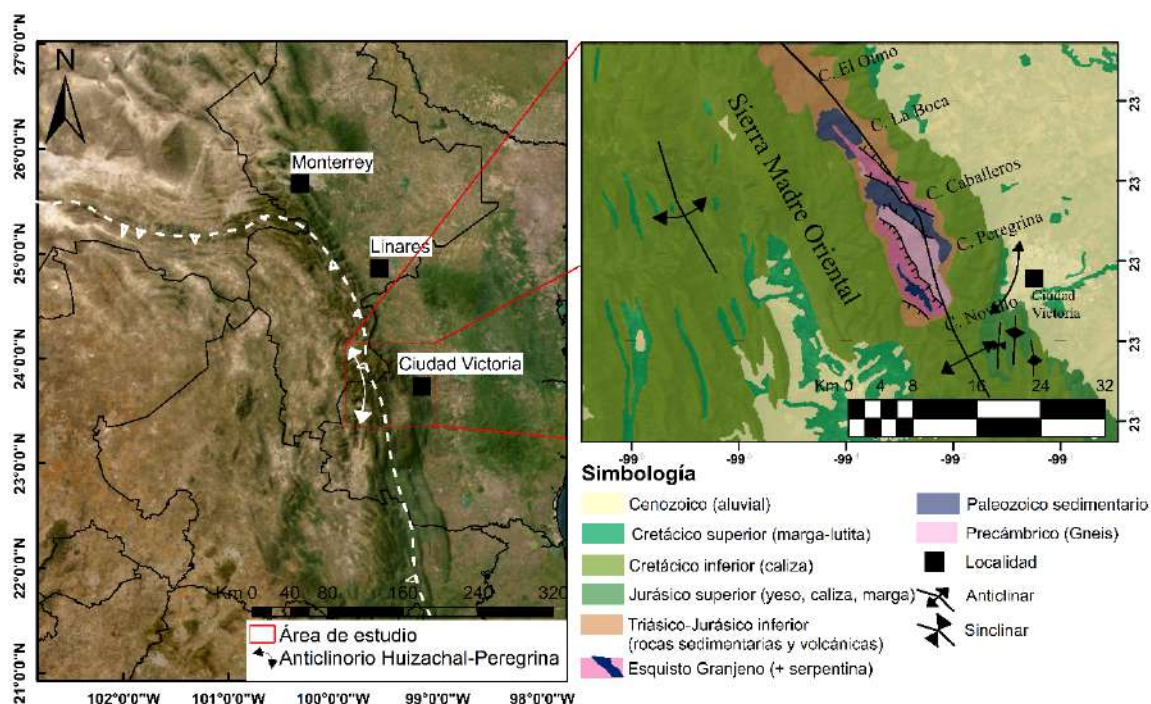 27°0'0"N
26°0'0"N
25°0'0"N
24°0'0"N
23°0'0"N
22°0'0"N
21°0'0"N
N
Monterrey
Linares
Ciudad Victoria
Km 0 40 80 160 240 320
Área de estudio
Anticlinorio Huizachal-Peregrina
102°0'0"W 101°0'0"W 100°0'0"W 99°0'0"W 98°0'0"W
Sierra Madre Oriental
C. El Olmo
C. La Boca
C. Caballeros
C. Peregrina
C. Novillo
Ciudad
Victoria
Km 0 4 8 16 24 32
23°
23°
23°
23°
-99 -99 -99 -99 -99
Simbología
Cenozoico (aluvial)
Cretácico superior (marga-lutita)
Cretácico inferior (caliza)
Jurásico superior (yeso, caliza, marga)
Triásico-Jurásico inferior
(rocas sedimentarias y volcánicas)
Esquisto Granjeno (+ serpentina)
Paleozoico sedimentario
Precámbrico (Gneis)
Localidad
Anticlinar
Sinclinar